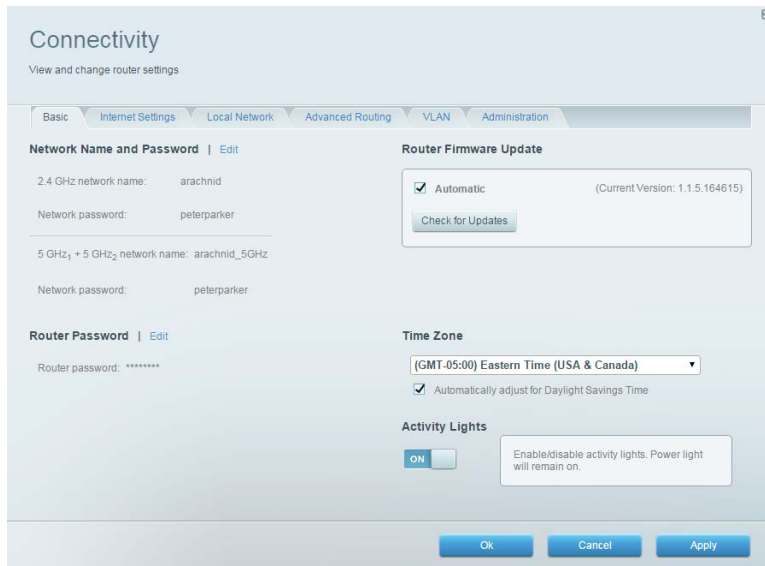 Connectivity
View and change router settings
Basic
Internet Settings
Local Network
Advanced Routing
VLAN
Administration
Network Name and Password | Edit
2.4 GHz network name: arachnid
Network password: peterparker
5 GHz1 + 5 GHz2 network name: arachnid_5GHz
Network password: peterparker
Router Password | Edit
Router password: ********
Router Firmware Update
Automatic
(Current Version: 1.1.5.164615)
Check for Updates
Time Zone
(GMT-05:00) Eastern Time (USA & Canada)
Automatically adjust for Daylight Savings Time
Activity Lights
ON
Enable/disable activity lights. Power light
will remain on.
Ok
Cancel
Apply